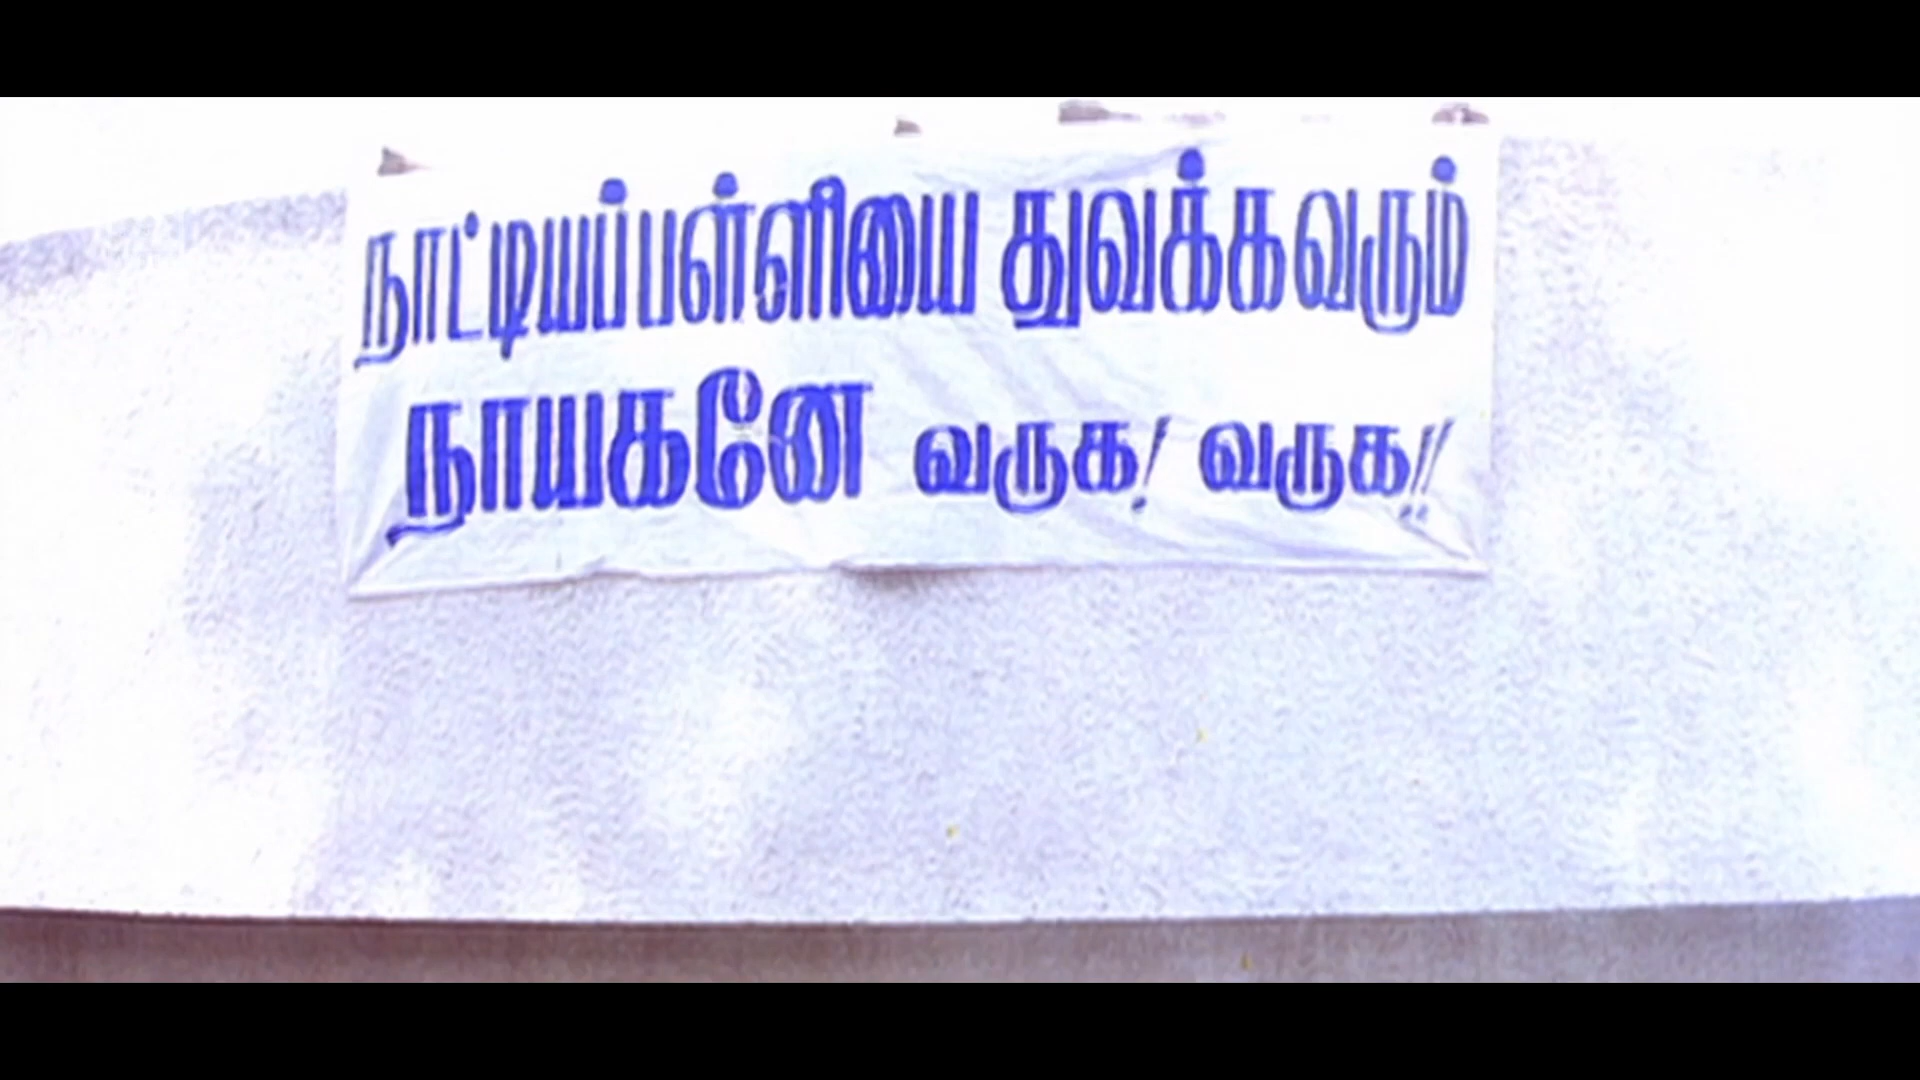 நாட்டியப்பள்ளியை துவக்கவரும்
நாயகனே வருக! வருக!!